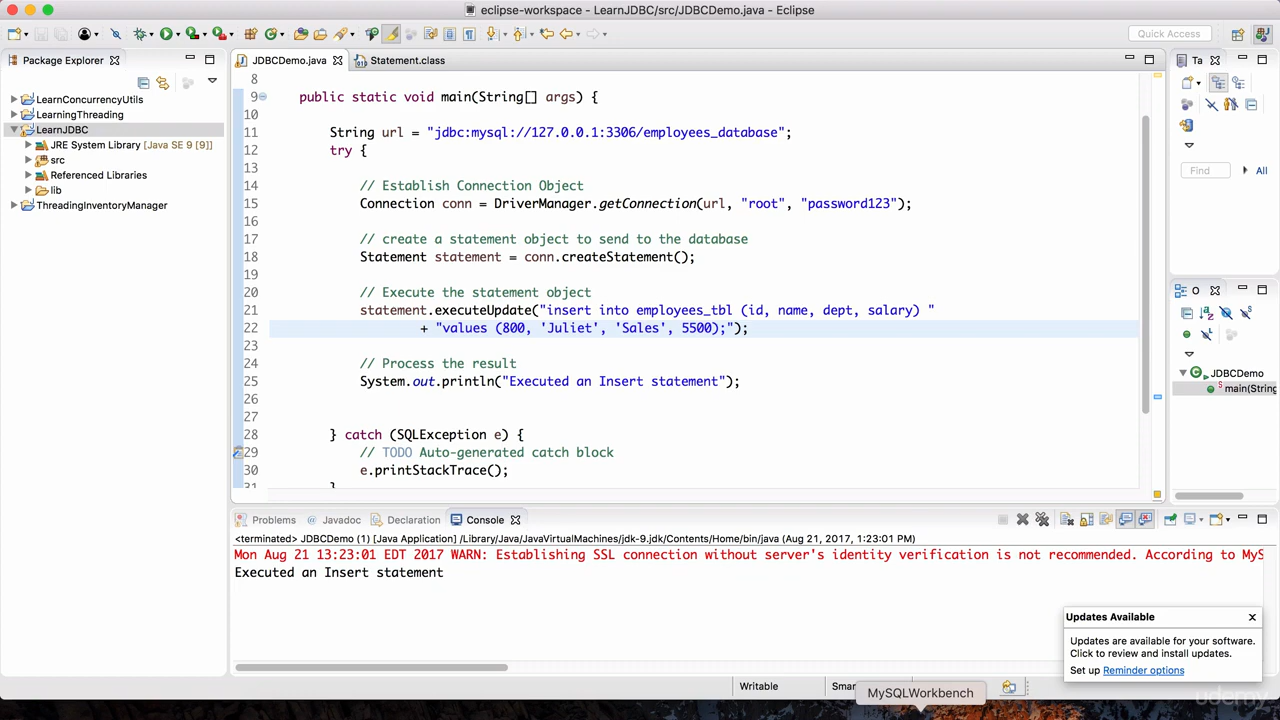 eclipse-workspace - LearnJDBC/src/JDBCDemo.java - Eclipse
Quick Access
Package Explorer
JDBCDemo.java
Statement.class
Ta
LearnConcurrencyUtils
LearningThreading
LearnJDBC
JRE System Library [Java SE 9 [9]]
src
Referenced Libraries
lib
ThreadingInventoryManager
8
9 public static void main(String[] args) {
10
11 String url = "jdbc:mysql://127.0.0.1:3306/employees_database";
12 try {
13
14 // Establish Connection Object
15 Connection conn = DriverManager.getConnection(url, "root", "password123");
16
17 // create a statement object to send to the database
18 Statement statement = conn.createStatement();
19
20 // Execute the statement object
21 statement.executeUpdate("insert into employees_tbl (id, name, dept, salary) "
22 + "values (800, 'Juliet', 'Sales', 5500);");
23
24 // Process the result
25 System.out.println("Executed an Insert statement");
26
27
28 } catch (SQLException e) {
29 // TODO Auto-generated catch block
30 e.printStackTrace();
31 }
Find
All
O
JDBCDemo
main(String
Problems
Javadoc
Declaration
Console
<terminated> JDBCDemo (1) [Java Application] /Library/Java/JavaVirtualMachines/jdk-9.jdk/Contents/Home/bin/java (Aug 21, 2017, 1:23:01 PM)
Mon Aug 21 13:23:01 EDT 2017 WARN: Establishing SSL connection without server's identity verification is not recommended. According to MyS
Executed an Insert statement
Updates Available
Updates are available for your software.
Click to review and install updates.
Set up Reminder options
Writable
Smar
MySQLWorkbench
udemy